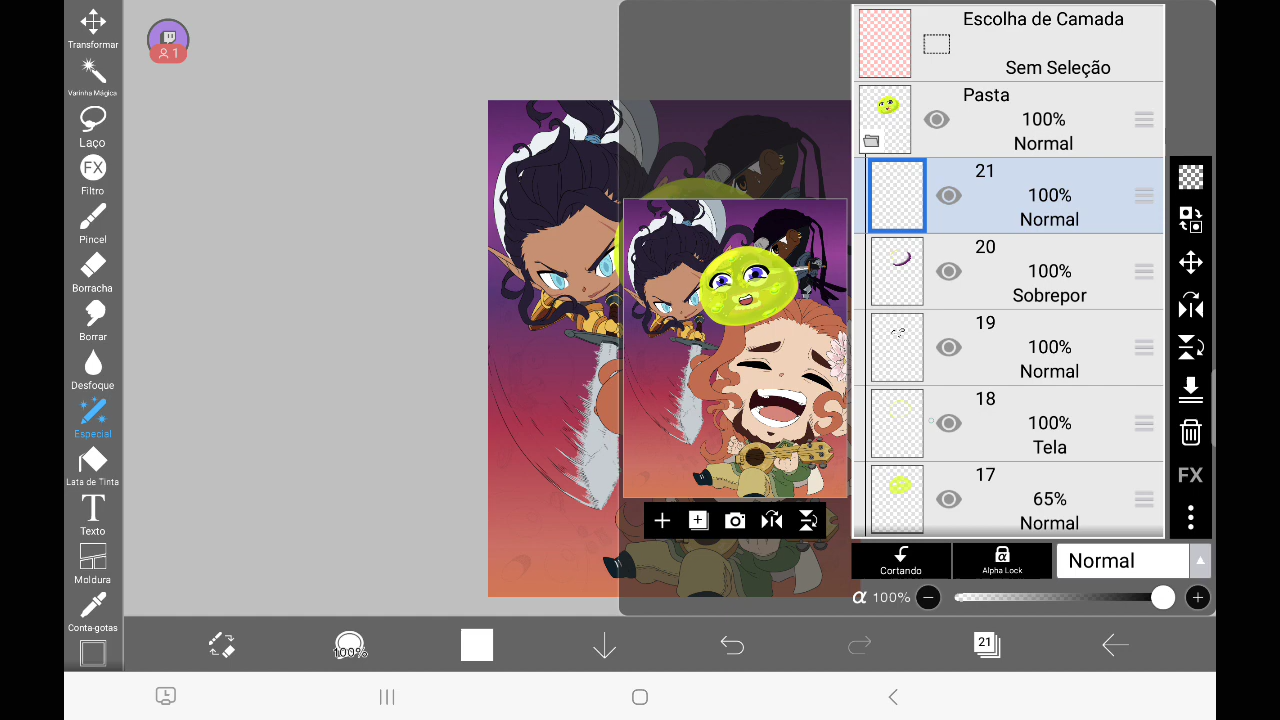 Transformar
Varinha Mágica
Laço
FX
Filtro
Pincel
Borracha
Borrar
Desfoque
Especial
Lata de Tinta
T
Texto
Moldura
Conta-gotas
1
Escolha de Camada
Sem Seleção
Pasta
100%
Normal
21
100%
Normal
20
100%
Sobrepor
19
100%
Normal
18
100%
Tela
17
65%
Normal
FX
Cortando
α
Alpha Lock
Normal
α 100%
100%
21